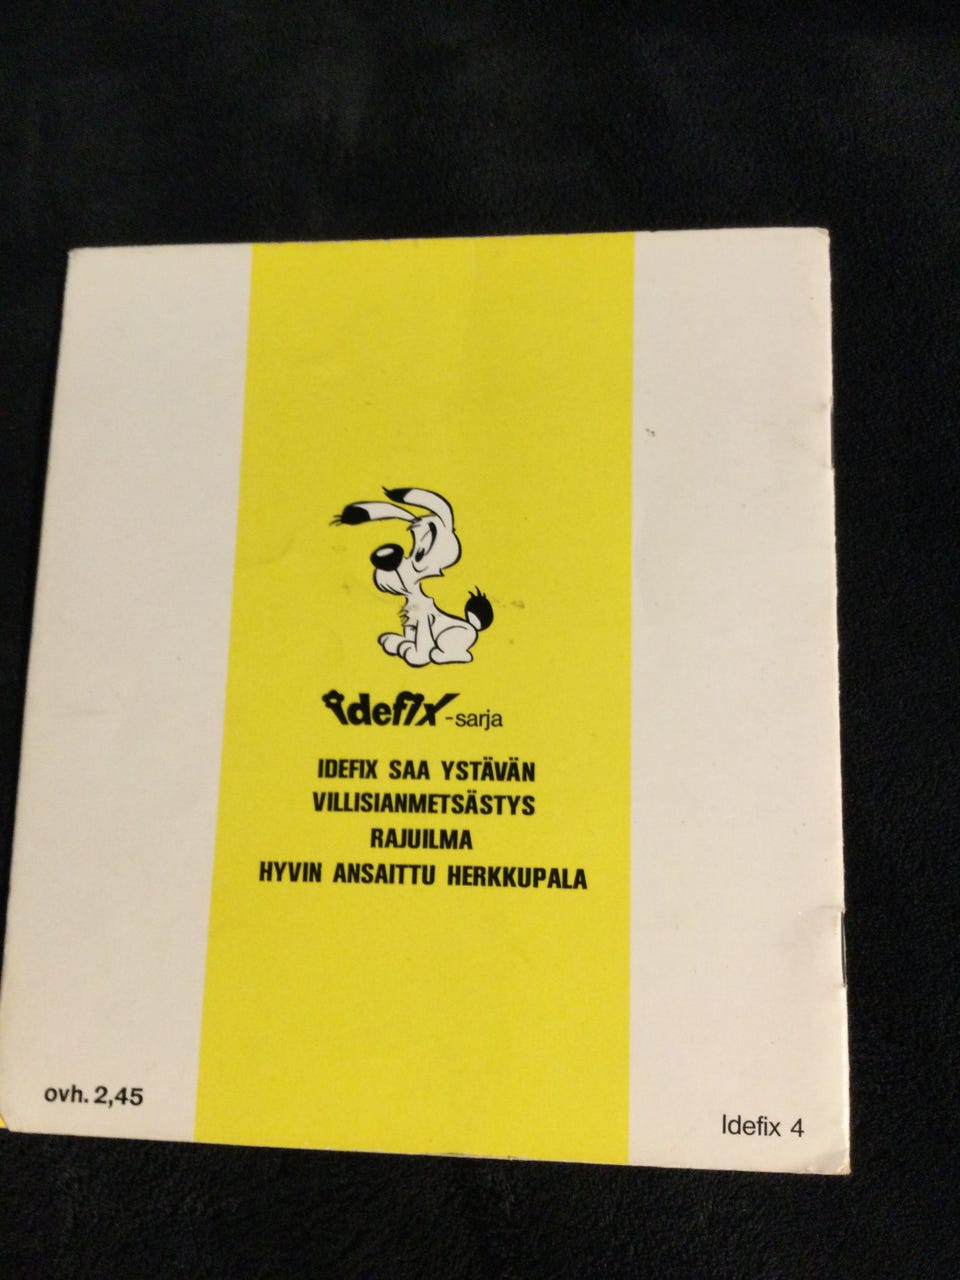 idefix-sarja
IDEFIX SAA YSTÄVÄN
VILLISIANMETSÄSTYS
RAJUILMA
HYVIN ANSAITTU HERKKUPALA
ovh. 2,45
Idefix 4